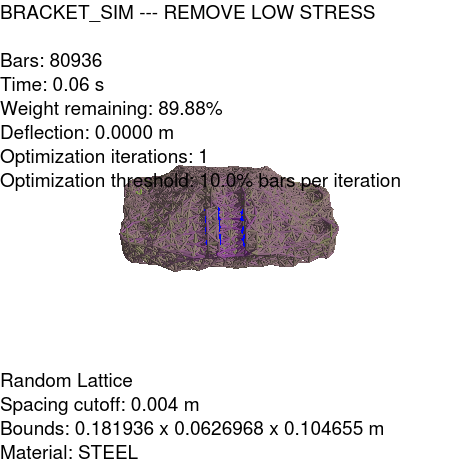 BRACKET_SIM --- REMOVE LOW STRESS
Bars: 80936
Time: 0.06 s
Weight remaining: 89.88%
Deflection: 0.0000 m
Optimization iterations: 1
Optimization threshold: 10.0% bars per iteration
Random Lattice
Spacing cutoff: 0.004 m
Bounds: 0.181936 x 0.0626968 x 0.104655 m
Material: STEEL